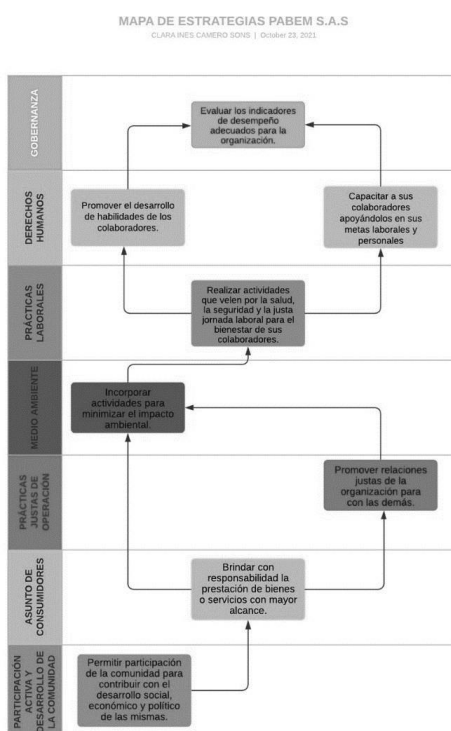 MAPA DE ESTRATEGIAS PABEM S.A.S
CLARA INES CAMERO SONS | October 23, 2021
GOBERNANZA
Evaluar los indicadores
de desempeño
adecuados para la
organización.
DERECHOS
HUMANOS
Promover el desarrollo
de habilidades de los
colaboradores.
Capacitar a sus
colaboradores
apoyándolos en sus
metas laborales y
personales
PRÁCTICAS
LABORALES
Realizar actividades
que velen por la salud,
la seguridad y la justa
jornada laboral para el
bienestar de sus
colaboradores.
MEDIO AMBIENTE
Incorporar
actividades para
minimizar el impacto
ambiental.
PRÁCTICAS
JUSTAS DE
OPERACIÓN
Promover relaciones
justas de la
organización para
con las demás.
ASUNTO DE
CONSUMIDORES
Brindar con
responsabilidad la
prestación de bienes
o servicios con mayor
alcance.
PARTICIPACIÓN
ACTIVA Y
DESARROLLO DE
LA COMUNIDAD
Permitir participación
de la comunidad para
contribuir con el
desarrollo social,
económico y político
de las mismas.